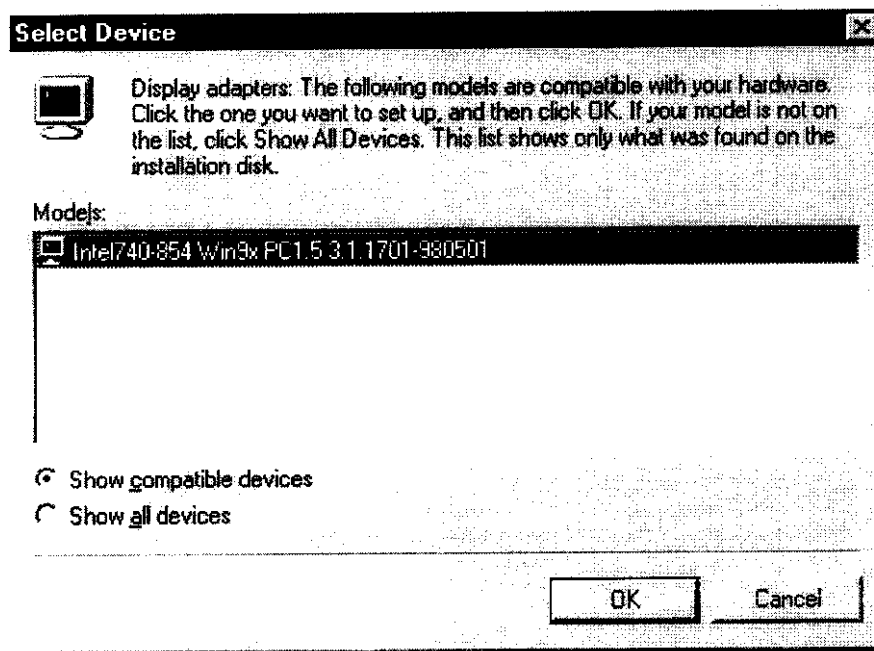 Select Device
Display adapters: The following models are compatible with your hardware.
Click the one you want to set up, and then click OK. If your model is not on
the list, click Show All Devices. This list shows only what was found on the
installation disk.
Models:
Intel740-854 Win9x PC1.5 3.1.1701-980501
Show compatible devices
Show all devices
OK
Cancel